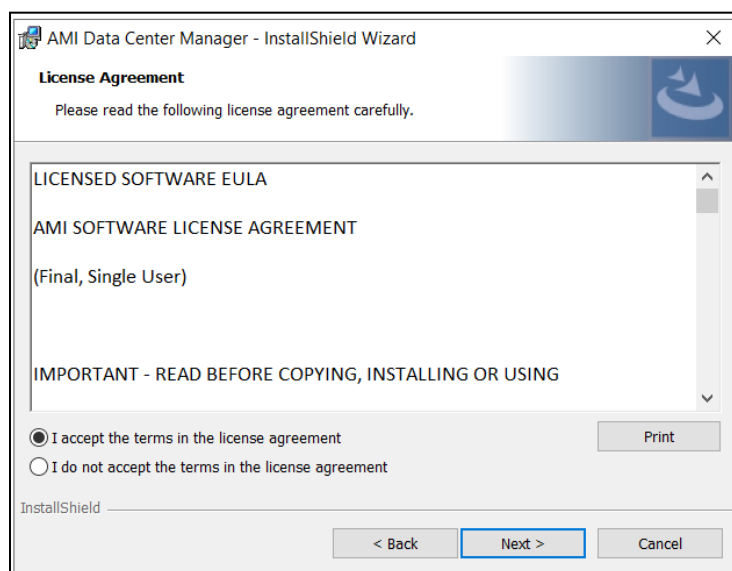 AMI Data Center Manager - InstallShield Wizard
License Agreement
Please read the following license agreement carefully.
LICENSED SOFTWARE EULA
AMI SOFTWARE LICENSE AGREEMENT
(Final, Single User)
IMPORTANT - READ BEFORE COPYING, INSTALLING OR USING
I accept the terms in the license agreement
Print
I do not accept the terms in the license agreement
InstallShield
< Back
Next >
Cancel